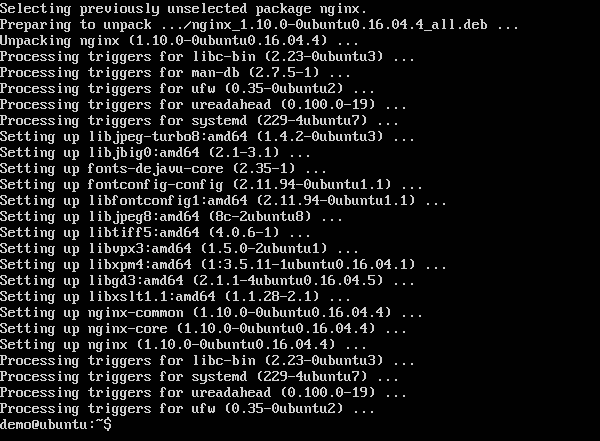 Selecting previously unselected package nginx.
Preparing to unpack .../nginx_1.10.0-0ubuntu0.16.04.4_all.deb ...
Unpacking nginx (1.10.0-0ubuntu0.16.04.4) ...
Processing triggers for libc-bin (2.23-0ubuntu3) ...
Processing triggers for man-db (2.7.5-1) ...
Processing triggers for ufw (0.35-0ubuntu2) ...
Processing triggers for ureadahead (0.100.0-19) ...
Processing triggers for systemd (229-4ubuntu7) ...
Setting up libjpeg-turbo8:amd64 (1.4.2-0ubuntu3) ...
Setting up libjbig0:amd64 (2.1-3.1) ...
Setting up fonts-dejavu-core (2.35-1) ...
Setting up fontconfig-config (2.11.94-0ubuntu1.1) ...
Setting up libfontconfig1:amd64 (2.11.94-0ubuntu1.1) ...
Setting up libjpeg8:amd64 (8c-2ubuntu8) ...
Setting up libtiff5:amd64 (4.0.6-1) ...
Setting up libvpx3:amd64 (1.5.0-2ubuntu1) ...
Setting up libxpm4:amd64 (1:3.5.11-1ubuntu0.16.04.1) ...
Setting up libgd3:amd64 (2.1.1-4ubuntu0.16.04.5) ...
Setting up libxslt1.1:amd64 (1.1.28-2.1) ...
Setting up nginx-common (1.10.0-0ubuntu0.16.04.4) ...
Setting up nginx-core (1.10.0-0ubuntu0.16.04.4) ...
Setting up nginx (1.10.0-0ubuntu0.16.04.4) ...
Processing triggers for libc-bin (2.23-0ubuntu3) ...
Processing triggers for systemd (229-4ubuntu7) ...
Processing triggers for ureadahead (0.100.0-19) ...
Processing triggers for ufw (0.35-0ubuntu2) ...
demo@ubuntu:~$